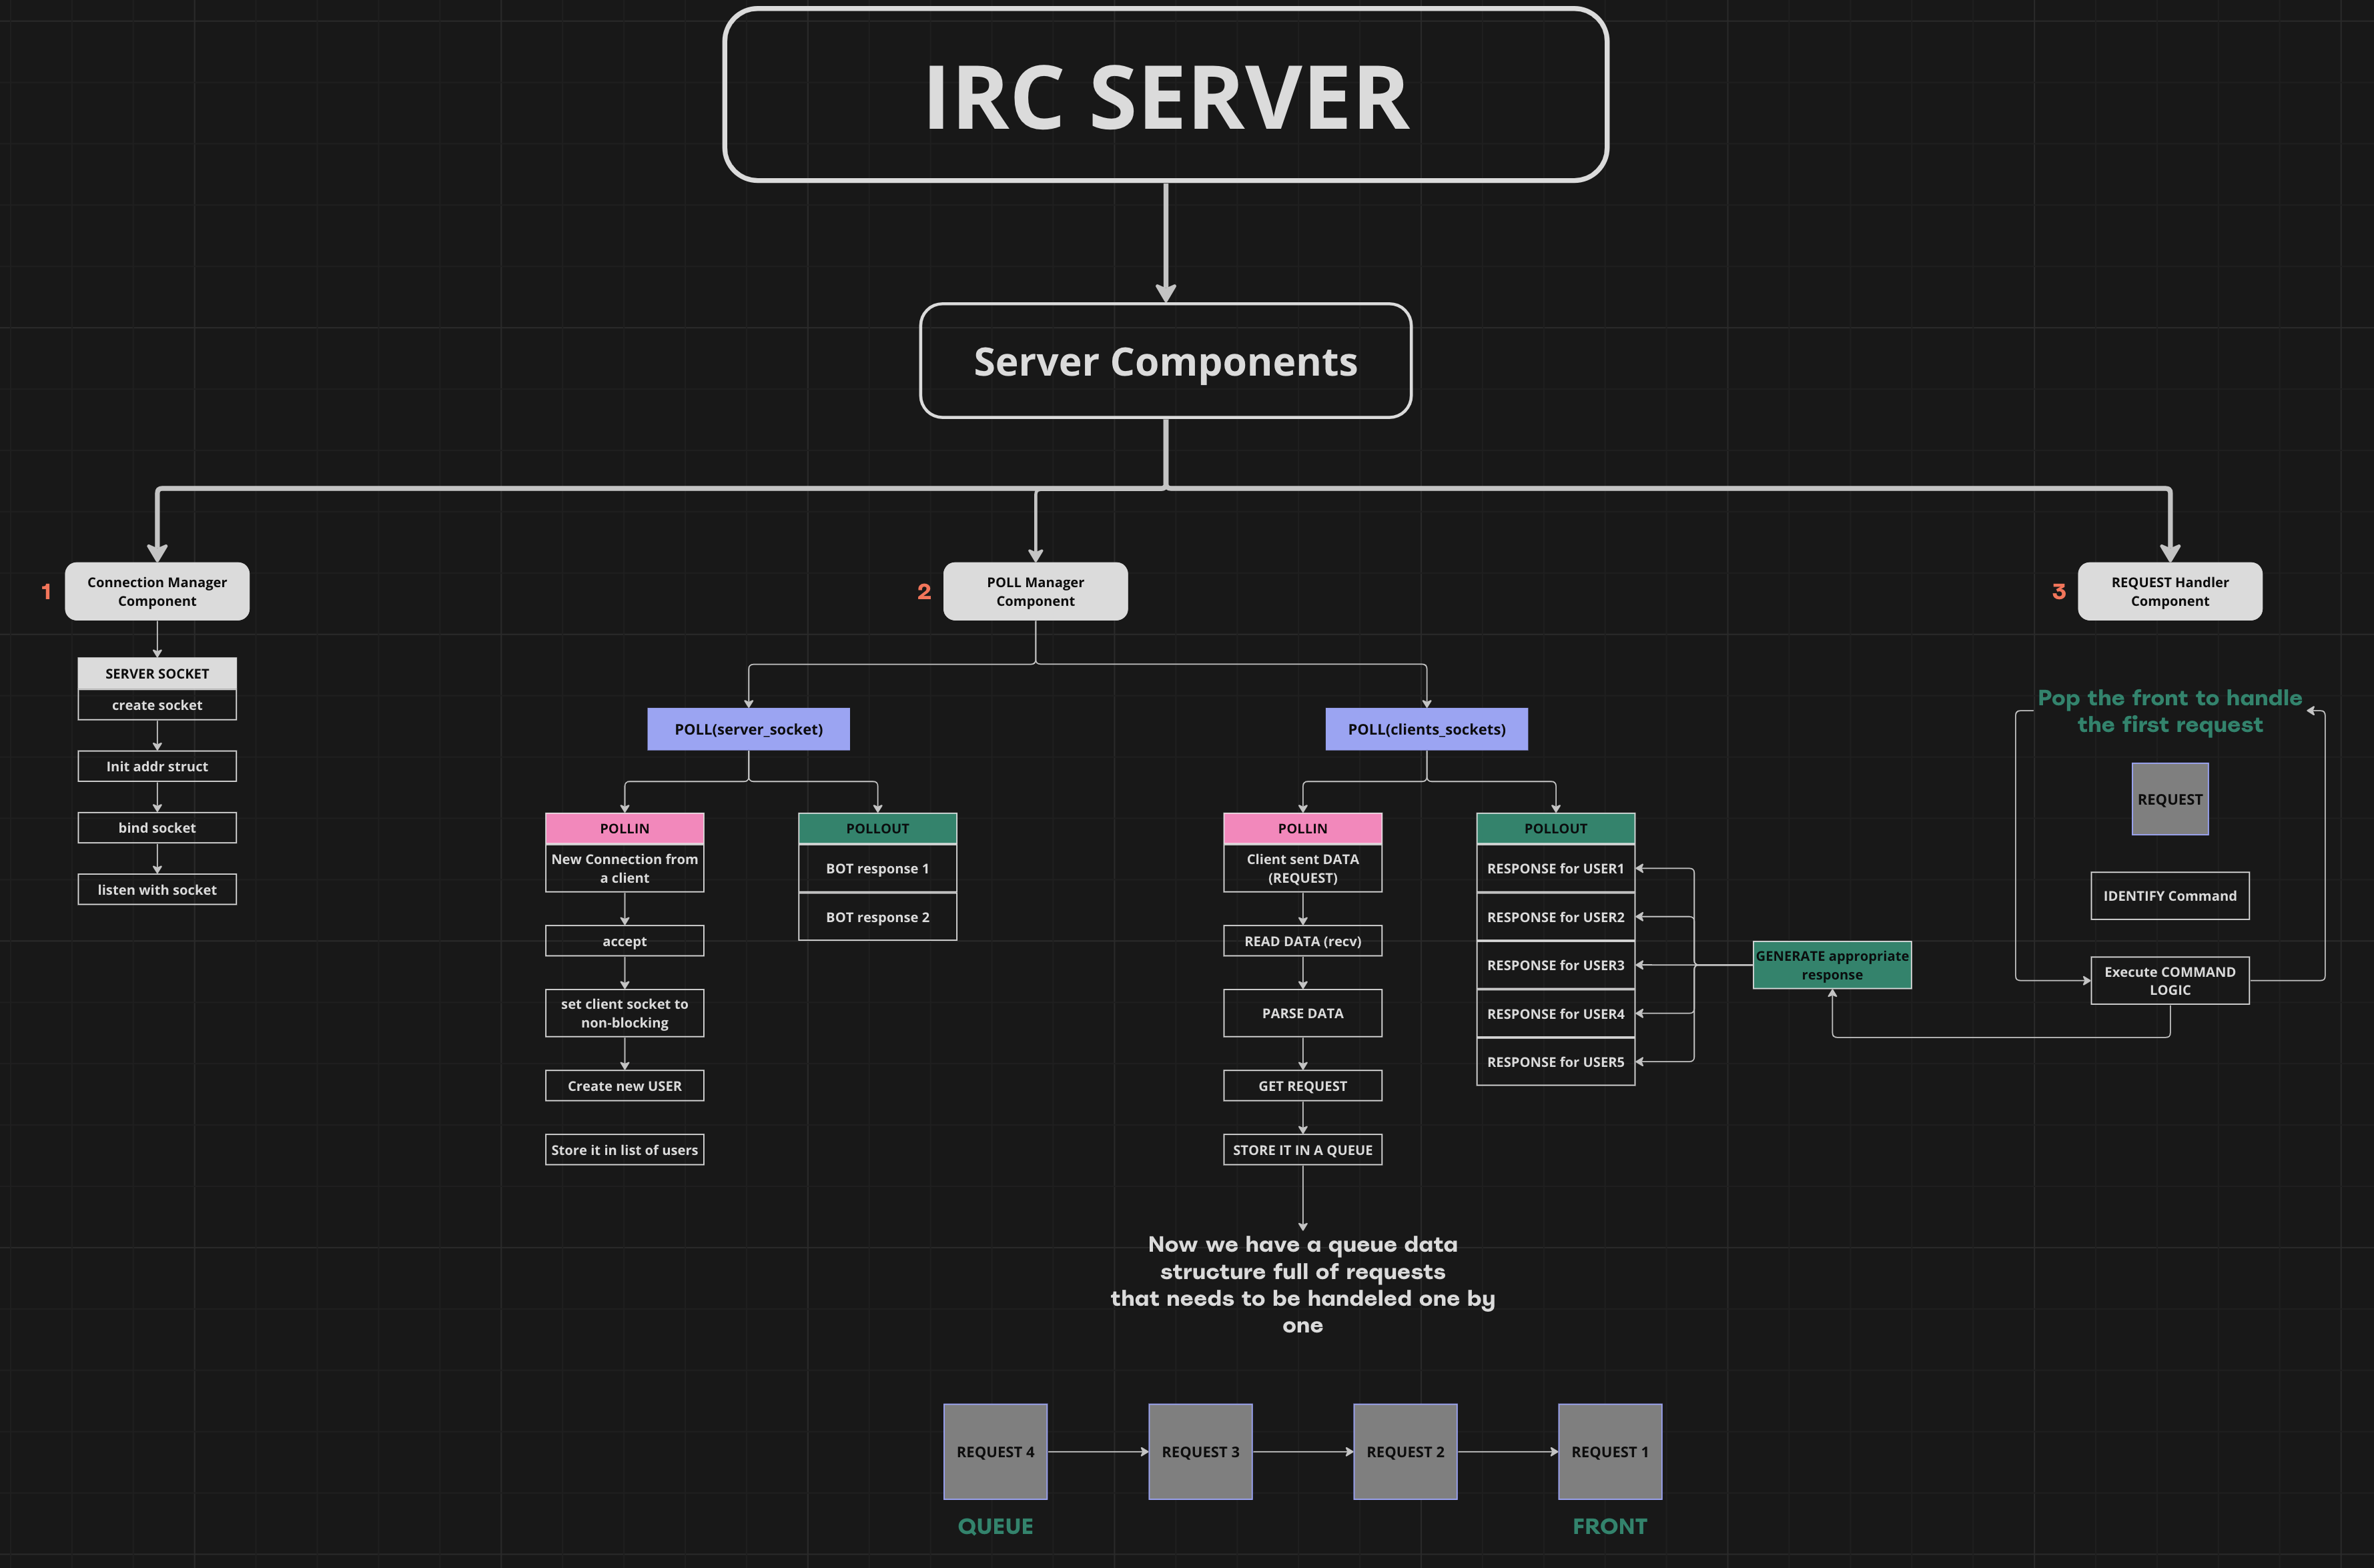 IRC SERVER
Server Components
1
Connection Manager
Component
SERVER SOCKET
create socket
Init addr struct
bind socket
listen with socket
2
POLL Manager
Component
POLL(server_socket)
POLLIN
New Connection from
a client
accept
set client socket to
non-blocking
Create new USER
Store it in list of users
POLLOUT
BOT response 1
BOT response 2
POLL(clients_sockets)
POLLIN
Client sent DATA
(REQUEST)
READ DATA (recv)
PARSE DATA
GET REQUEST
STORE IT IN A QUEUE
POLLOUT
RESPONSE for USER1
RESPONSE for USER2
RESPONSE for USER3
RESPONSE for USER4
RESPONSE for USER5
GENERATE appropriate
response
3
REQUEST Handler
Component
Pop the front to handle
the first request
REQUEST
IDENTIFY Command
Execute COMMAND
LOGIC
Now we have a queue data
structure full of requests
that needs to be handeled one by
one
REQUEST 4
REQUEST 3
REQUEST 2
REQUEST 1
QUEUE
FRONT